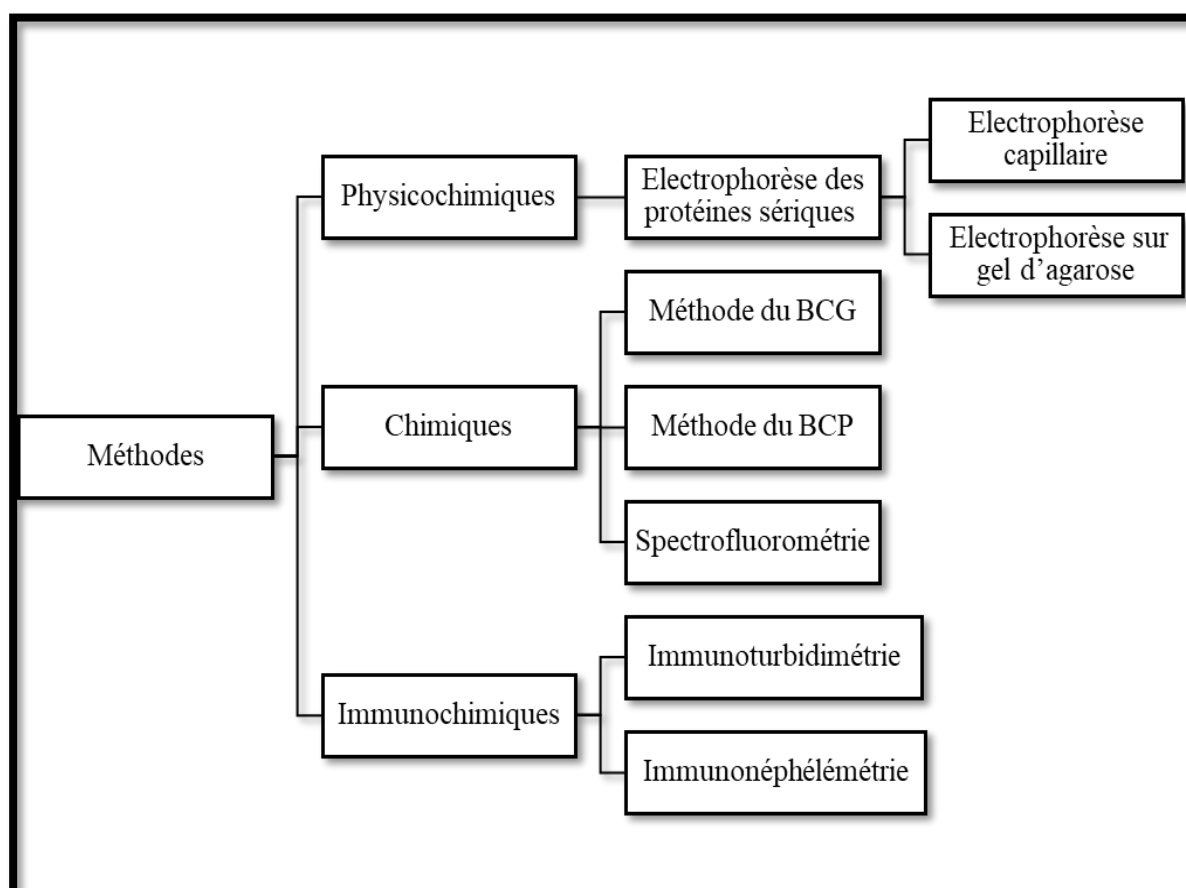 Méthodes
Physicochimiques
Electrophorèse des
protéines sériques
Electrophorèse
capillaire
Electrophorèse sur
gel d’agarose
Chimiques
Méthode du BCG
Méthode du BCP
Spectrofluorométrie
Immunochimiques
Immunoturbidimétrie
Immunonéphélémétrie